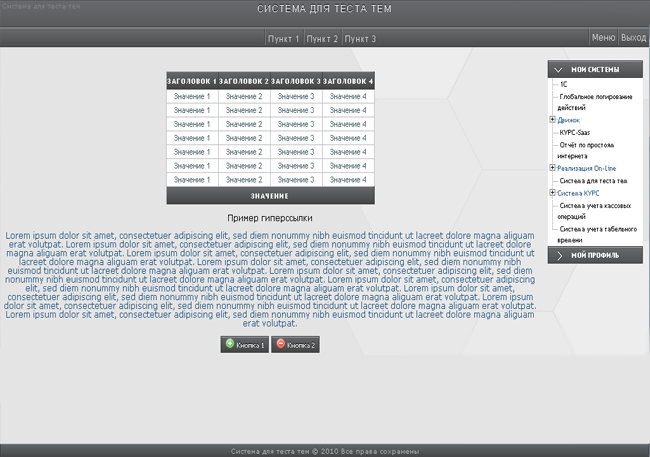 Система для теста тем
СИСТЕМА ДЛЯ ТЕСТА ТЕМ
Пункт 1 Пункт 2 Пункт 3 Меню Выход
ЗАГОЛОВОК 1 ЗАГОЛОВОК 2 ЗАГОЛОВОК 3 ЗАГОЛОВОК 4
Значение 1 Значение 2 Значение 3 Значение 4
Значение 1 Значение 2 Значение 3 Значение 4
Значение 1 Значение 2 Значение 3 Значение 4
Значение 1 Значение 2 Значение 3 Значение 4
Значение 1 Значение 2 Значение 3 Значение 4
Значение 1 Значение 2 Значение 3 Значение 4
Значение 1 Значение 2 Значение 3 Значение 4
ЗНАЧЕНИЕ
Пример гиперссылки
Lorem ipsum dolor sit amet, consectetuer adipiscing elit, sed diem nonummy nibh euismod tincidunt ut lacreet dolore magna aliguam
erat volutpat. Lorem ipsum dolor sit amet, consectetuer adipiscing elit, sed diem nonummy nibh euismod tincidunt ut lacreet dolore
magna aliguam erat volutpat. Lorem ipsum dolor sit amet, consectetuer adipiscing elit, sed diem nonummy nibh euismod tincidunt ut
lacreet dolore magna aliguam erat volutpat. Lorem ipsum dolor sit amet, consectetuer adipiscing elit, sed diem nonummy nibh
euismod tincidunt ut lacreet dolore magna aliguam erat volutpat. Lorem ipsum dolor sit amet, consectetuer adipiscing elit, sed diem
nonummy nibh euismod tincidunt ut lacreet dolore magna aliguam erat volutpat. Lorem ipsum dolor sit amet, consectetuer adipiscing
elit, sed diem nonummy nibh euismod tincidunt ut lacreet dolore magna aliguam erat volutpat. Lorem ipsum dolor sit amet,
consectetuer adipiscing elit, sed diem nonummy nibh euismod tincidunt ut lacreet dolore magna aliguam erat volutpat. Lorem ipsum
dolor sit amet, consectetuer adipiscing elit, sed diem nonummy nibh euismod tincidunt ut lacreet dolore magna aliguam erat volutpat.
Lorem ipsum dolor sit amet, consectetuer adipiscing elit, sed diem nonummy nibh euismod tincidunt ut lacreet dolore magna aliguam
erat volutpat.
Кнопка 1 Кнопка 2
МОИ СИСТЕМЫ
1С
Глобальное логирование
действий
Движок
КУРС-Saas
Отчёт по простоям
интернета
Реализация On-Line
Система для теста тем
Система КУРС
Система учета кассовых
операций
Система учета табельного
времени
МОЙ ПРОФИЛЬ
Система для теста тем © 2010 Все права сохранены